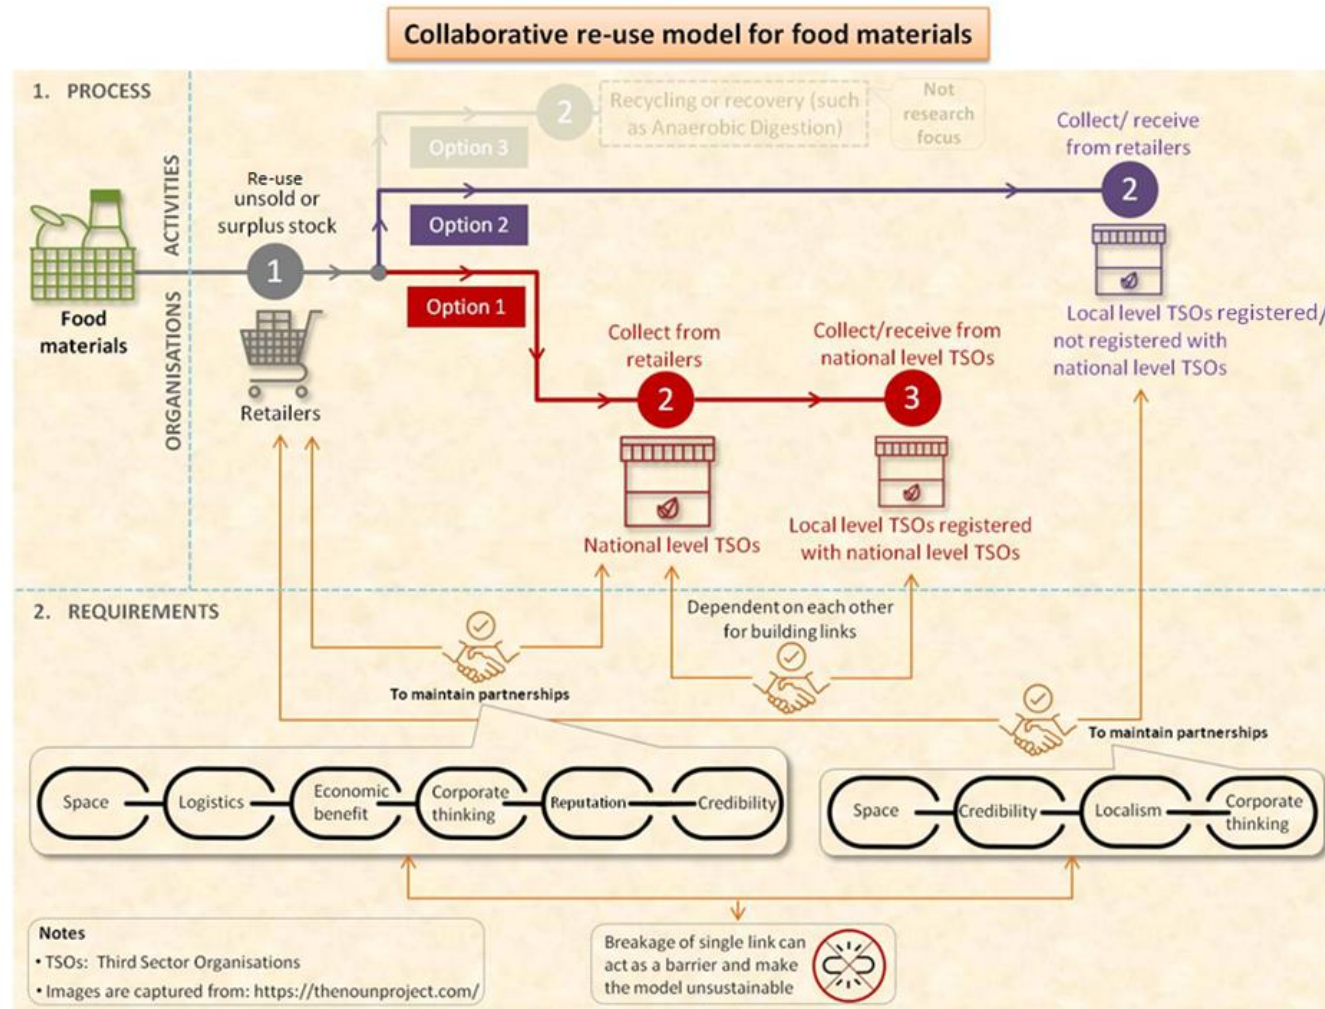 Collaborative re-use model for food materials
1. PROCESS
ACTIVITIES
ORGANISATIONS
Food
materials
Re-use
unsold or
surplus stock
1
Retailers
Option 3
2
Recycling or recovery (such
as Anaerobic Digestion)
Not
research
focus
Option 2
Collect/ receive
from retailers
2
Local level TSOs registered/
not registered with
national level TSOs
Option 1
Collect from
retailers
2
National level TSOs
Collect/receive from
national level TSOs
3
Local level TSOs registered
with national level TSOs
2. REQUIREMENTS
To maintain partnerships
Dependent on each other
for building links
To maintain partnerships
Space
Logistics
Economic
benefit
Corporate
thinking
Reputation
Credibility
Space
Credibility
Localism
Corporate
thinking
Notes
• TSOs: Third Sector Organisations
• Images are captured from: https://thenounproject.com/
Breakage of single link can
act as a barrier and make
the model unsustainable